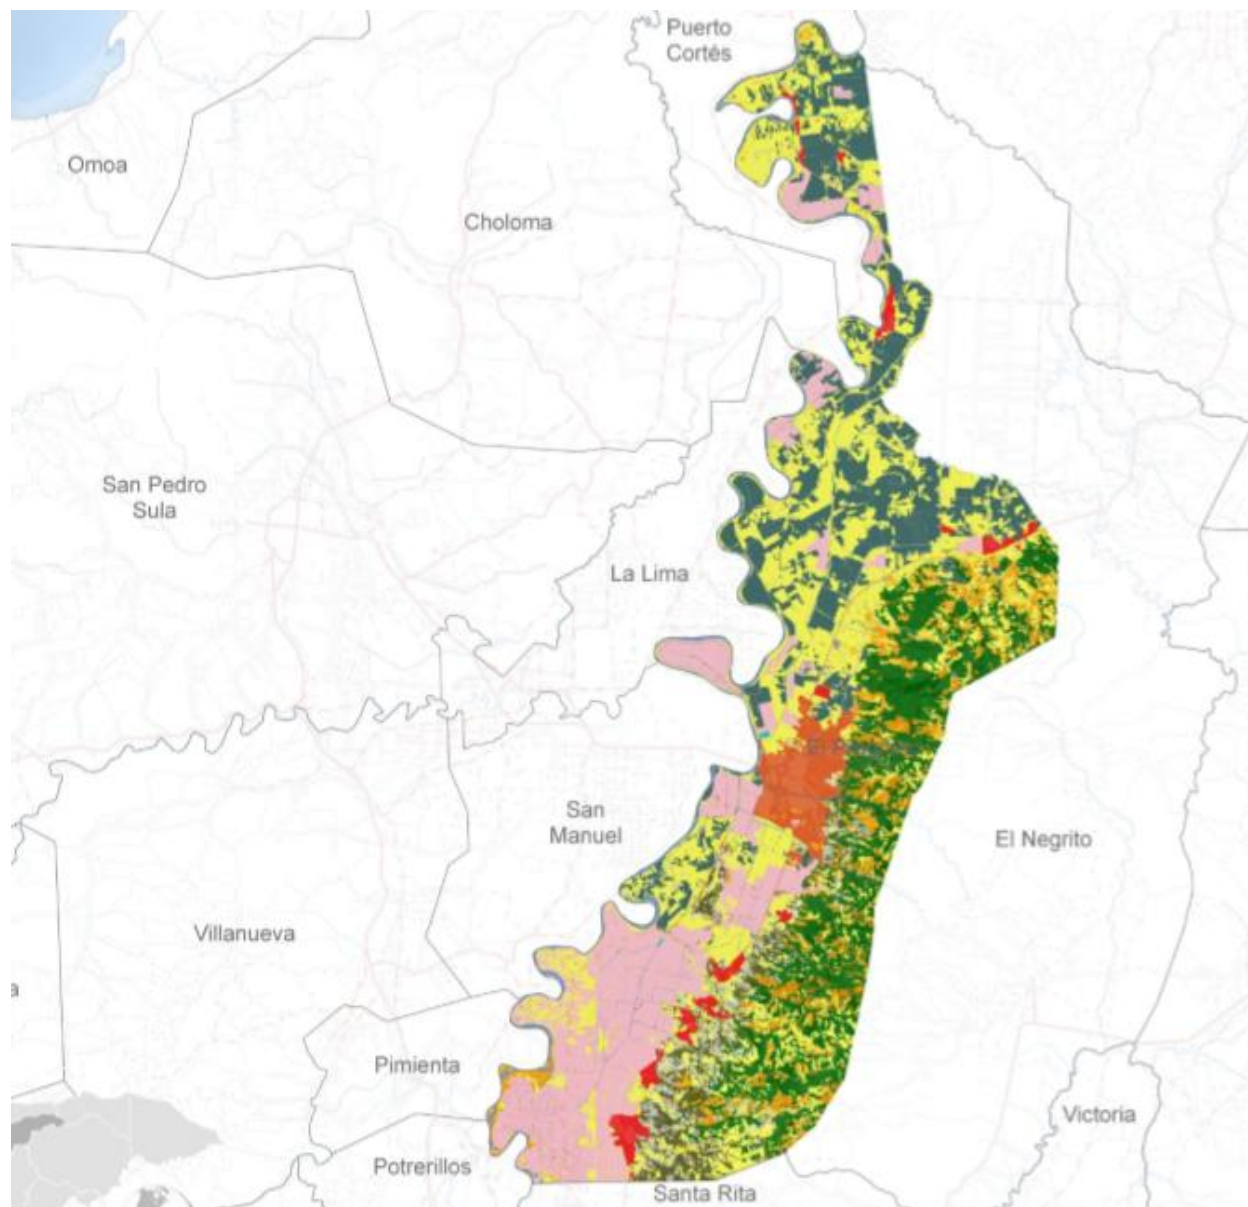 Puerto
Cortés
Omoa
Choloma
San Pedro
Sula
La Lima
San
Manuel
El Negrito
Villanueva
Pimienta
Victoria
Potrerillos
Santa Rita